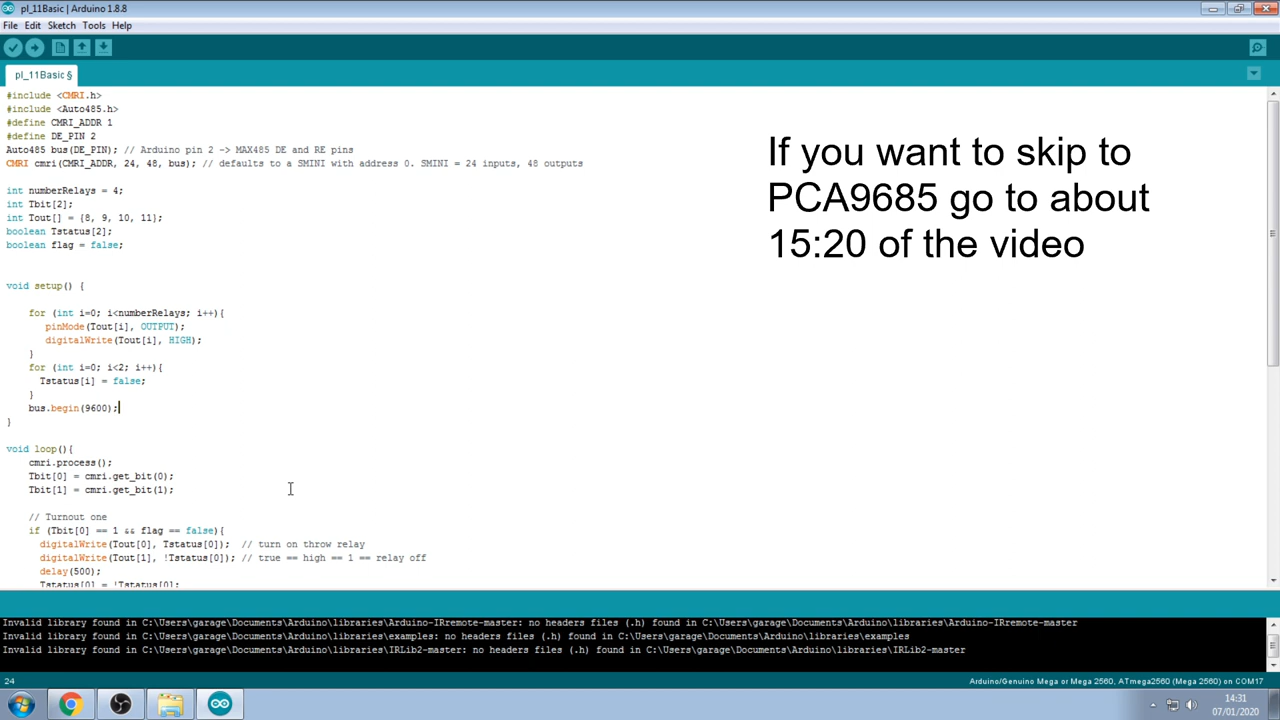 pl_11Basic | Arduino 1.8.8
File Edit Sketch Tools Help
pl_11Basic §
#include <CMRI.h>
#include <Auto485.h>
#define CMRI_ADDR 1
#define DE_PIN 2
Auto485 bus(DE_PIN); // Arduino pin 2 -> MAX485 DE and RE pins
CMRI cmri(CMRI_ADDR, 24, 48, bus); // defaults to a SMINI with address 0. SMINI = 24 inputs, 48 outputs
int numberRelays = 4;
int Tbit[2];
int Tout[] = {8, 9, 10, 11};
boolean Tstatus[2];
boolean flag = false;
void setup() {
for (int i=0; i<numberRelays; i++){
pinMode(Tout[i], OUTPUT);
digitalWrite(Tout[i], HIGH);
}
for (int i=0; i<2; i++){
Tstatus[i] = false;
}
bus.begin(9600);
}
void loop(){
cmri.process();
Tbit[0] = cmri.get_bit(0);
Tbit[1] = cmri.get_bit(1);
// Turnout one
if (Tbit[0] == 1 && flag == false){
digitalWrite(Tout[0], Tstatus[0]); // turn on throw relay
digitalWrite(Tout[1], !Tstatus[0]); // true == high == 1 == relay off
delay(500);
Tstatus[0] = !Tstatus[0];
If you want to skip to
PCA9685 go to about
15:20 of the video
Invalid library found in C:\Users\garage\Documents\Arduino\libraries\Arduino-IRremote-master: no headers files (.h) found in C:\Users\garage\Documents\Arduino\libraries\Arduino-IRremote-master
Invalid library found in C:\Users\garage\Documents\Arduino\libraries\examples: no headers files (.h) found in C:\Users\garage\Documents\Arduino\libraries\examples
Invalid library found in C:\Users\garage\Documents\Arduino\libraries\IRLib2-master: no headers files (.h) found in C:\Users\garage\Documents\Arduino\libraries\IRLib2-master
24
Arduino/Genuino Mega or Mega 2560, ATmega2560 (Mega 2560) on COM17
14:31
07/01/2020